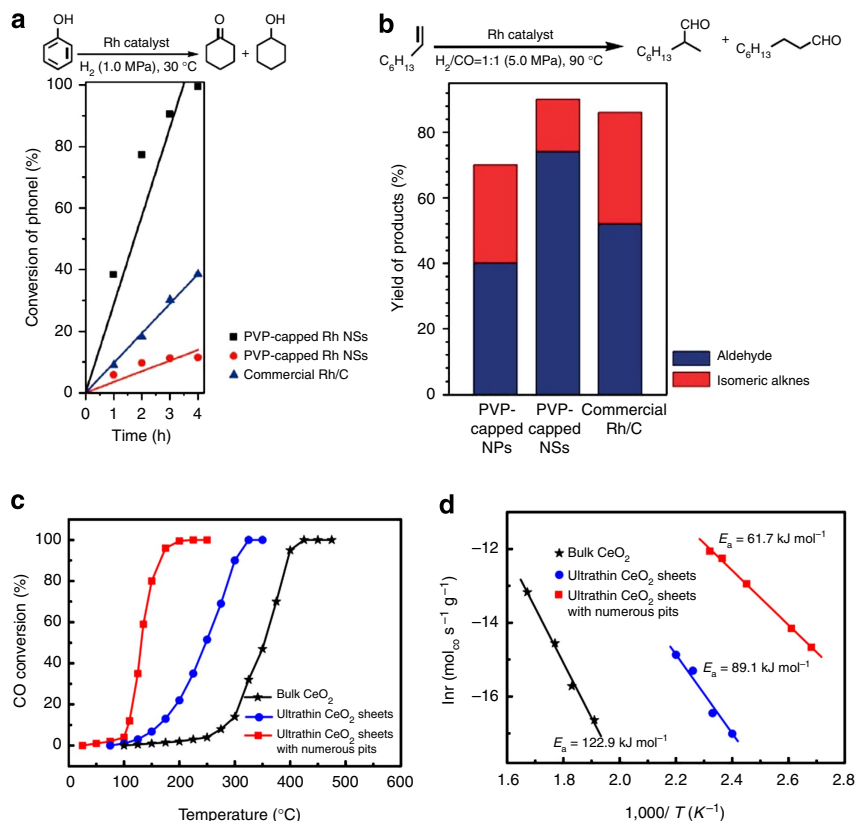 a
OH
Rh catalyst
H₂ (1.0 MPa), 30 °C
O
+
OH
Conversion of phonel (%)
100
80
60
40
20
0
0 1 2 3 4
Time (h)
PVP-capped Rh NSs
PVP-capped Rh NSs
Commercial Rh/C
b
C₆H₁₃
Rh catalyst
H₂/CO=1:1 (5.0 MPa), 90 °C
CHO
C₆H₁₃
+
C₆H₁₃ CHO
Yield of products (%)
80
60
40
20
0
PVP-
capped
NPs
PVP-
capped
NSs
Commercial
Rh/C
Aldehyde
Isomeric alknes
c
CO conversion (%)
100
80
60
40
20
0
0 100 200 300 400 500 600
Temperature (°C)
Bulk CeO₂
Ultrathin CeO₂ sheets
Ultrathin CeO₂ sheets
with numerous pits
d
lnr (mol꜀ₒ s⁻¹ g⁻¹)
−12
−14
−16
1.6 2.0 2.2 2.4 2.6 2.8
1,000/ T (K⁻¹)
Bulk CeO₂
Ultrathin CeO₂ sheets
Ultrathin CeO₂ sheets
with numerous pits
Eₐ = 61.7 kJ mol⁻¹
Eₐ = 89.1 kJ mol⁻¹
Eₐ = 122.9 kJ mol⁻¹